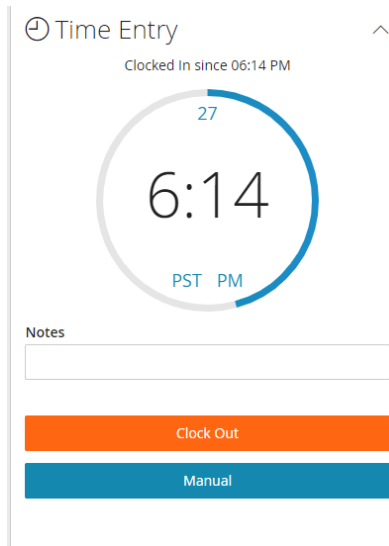 Time Entry
Clocked In since 06:14 PM
27
6:14
PST PM
Notes
Clock Out
Manual